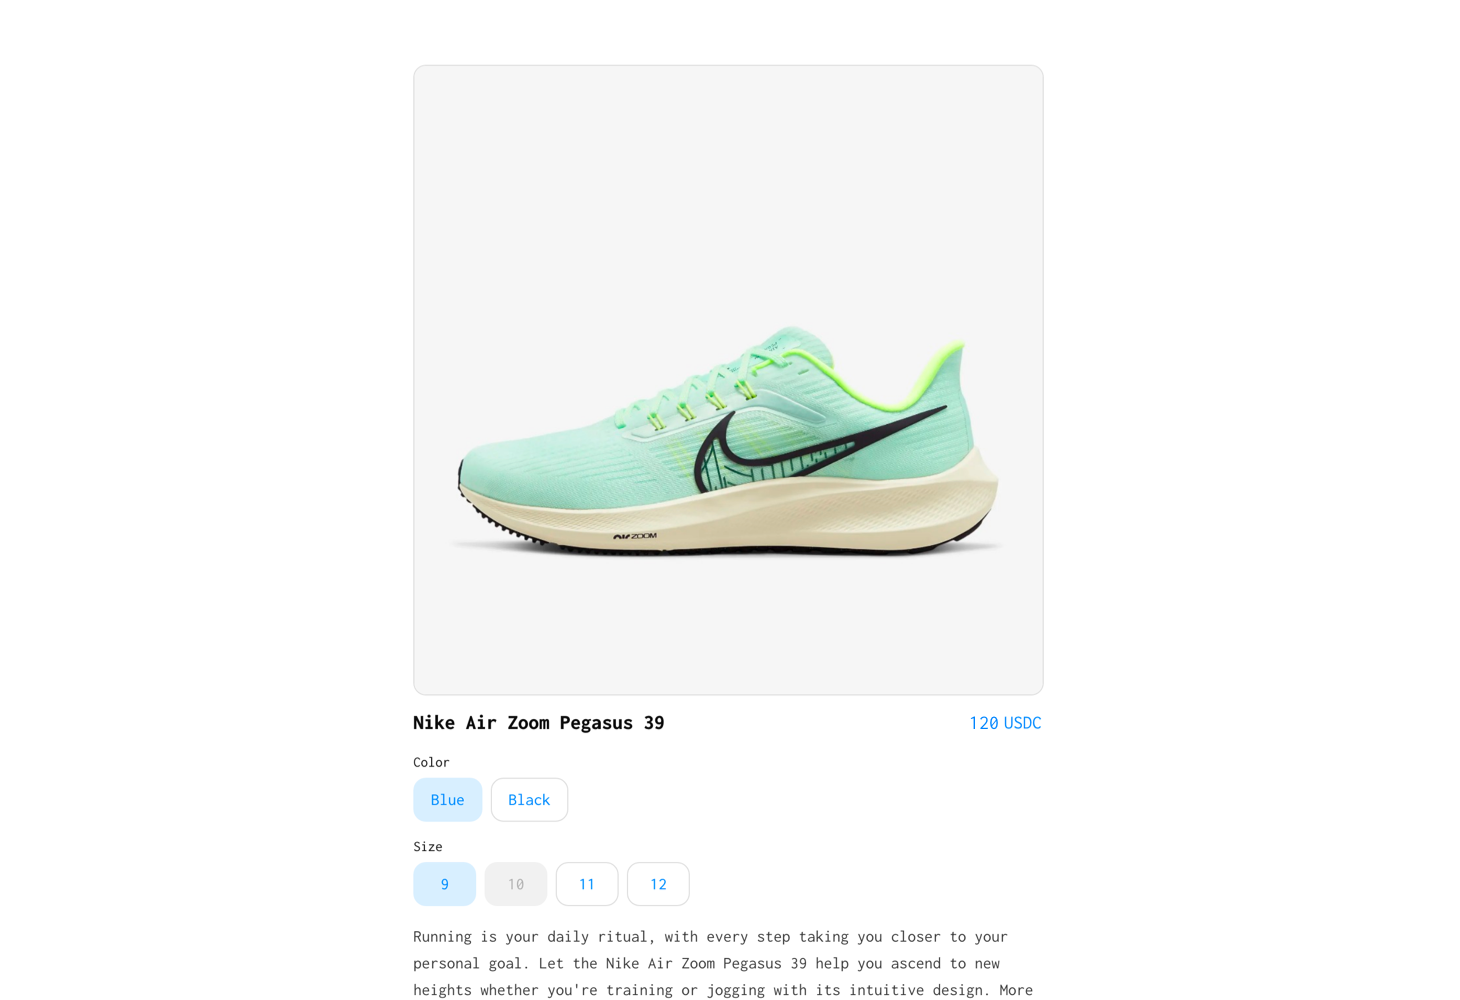 air ZOOM
Nike Air Zoom Pegasus 39
120 USDC
Color
Blue
Black
Size
9
10
11
12
Running is your daily ritual, with every step taking you closer to your
personal goal. Let the Nike Air Zoom Pegasus 39 help you ascend to new
heights whether you're training or jogging with its intuitive design. More